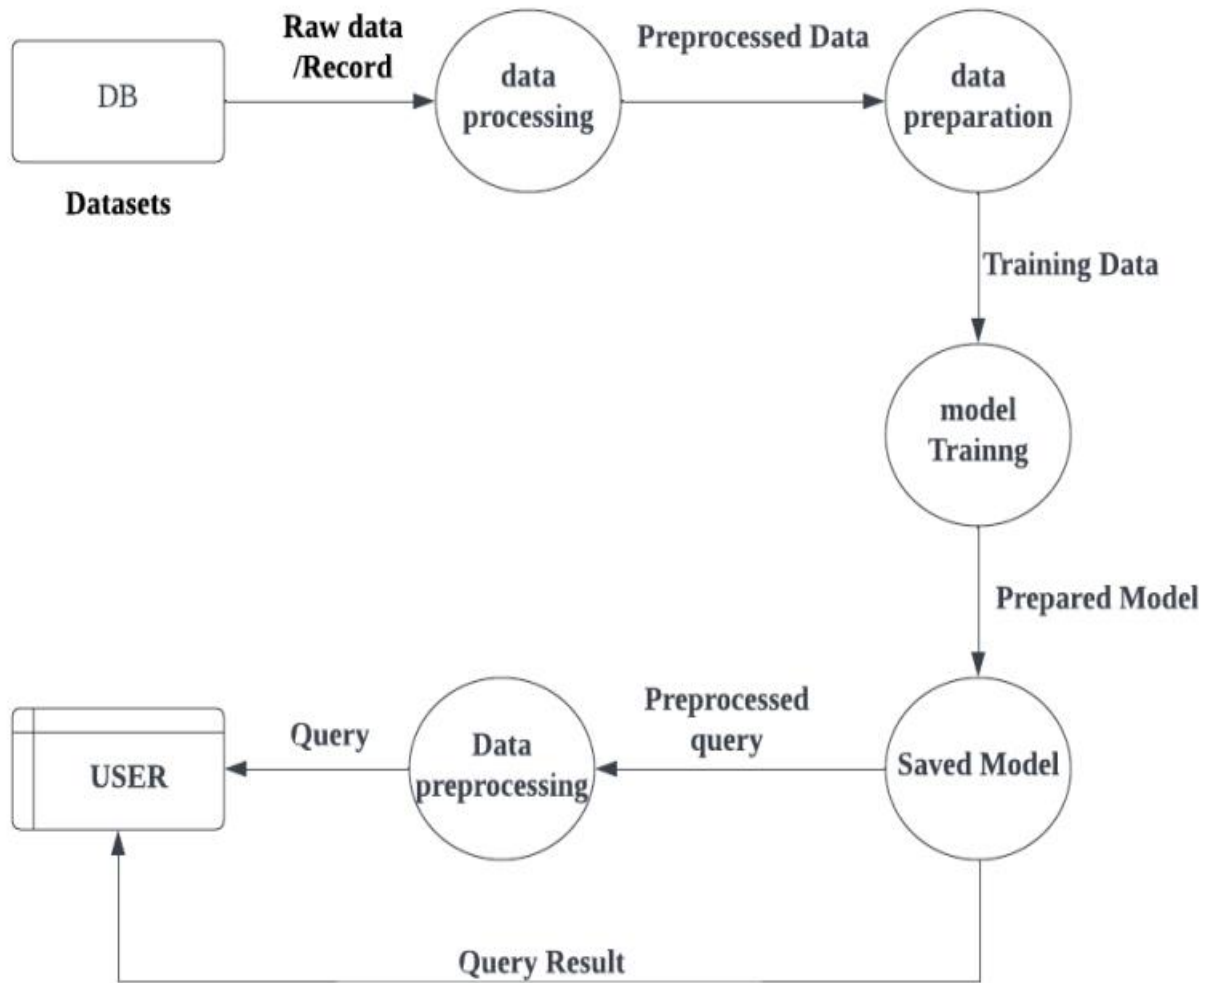 Raw data
/Record
DB
Datasets
data
processing
Preprocessed Data
data
preparation
Training Data
model
Trainng
Prepared Model
Saved Model
Preprocessed
query
Data
preprocessing
Query
USER
Query Result